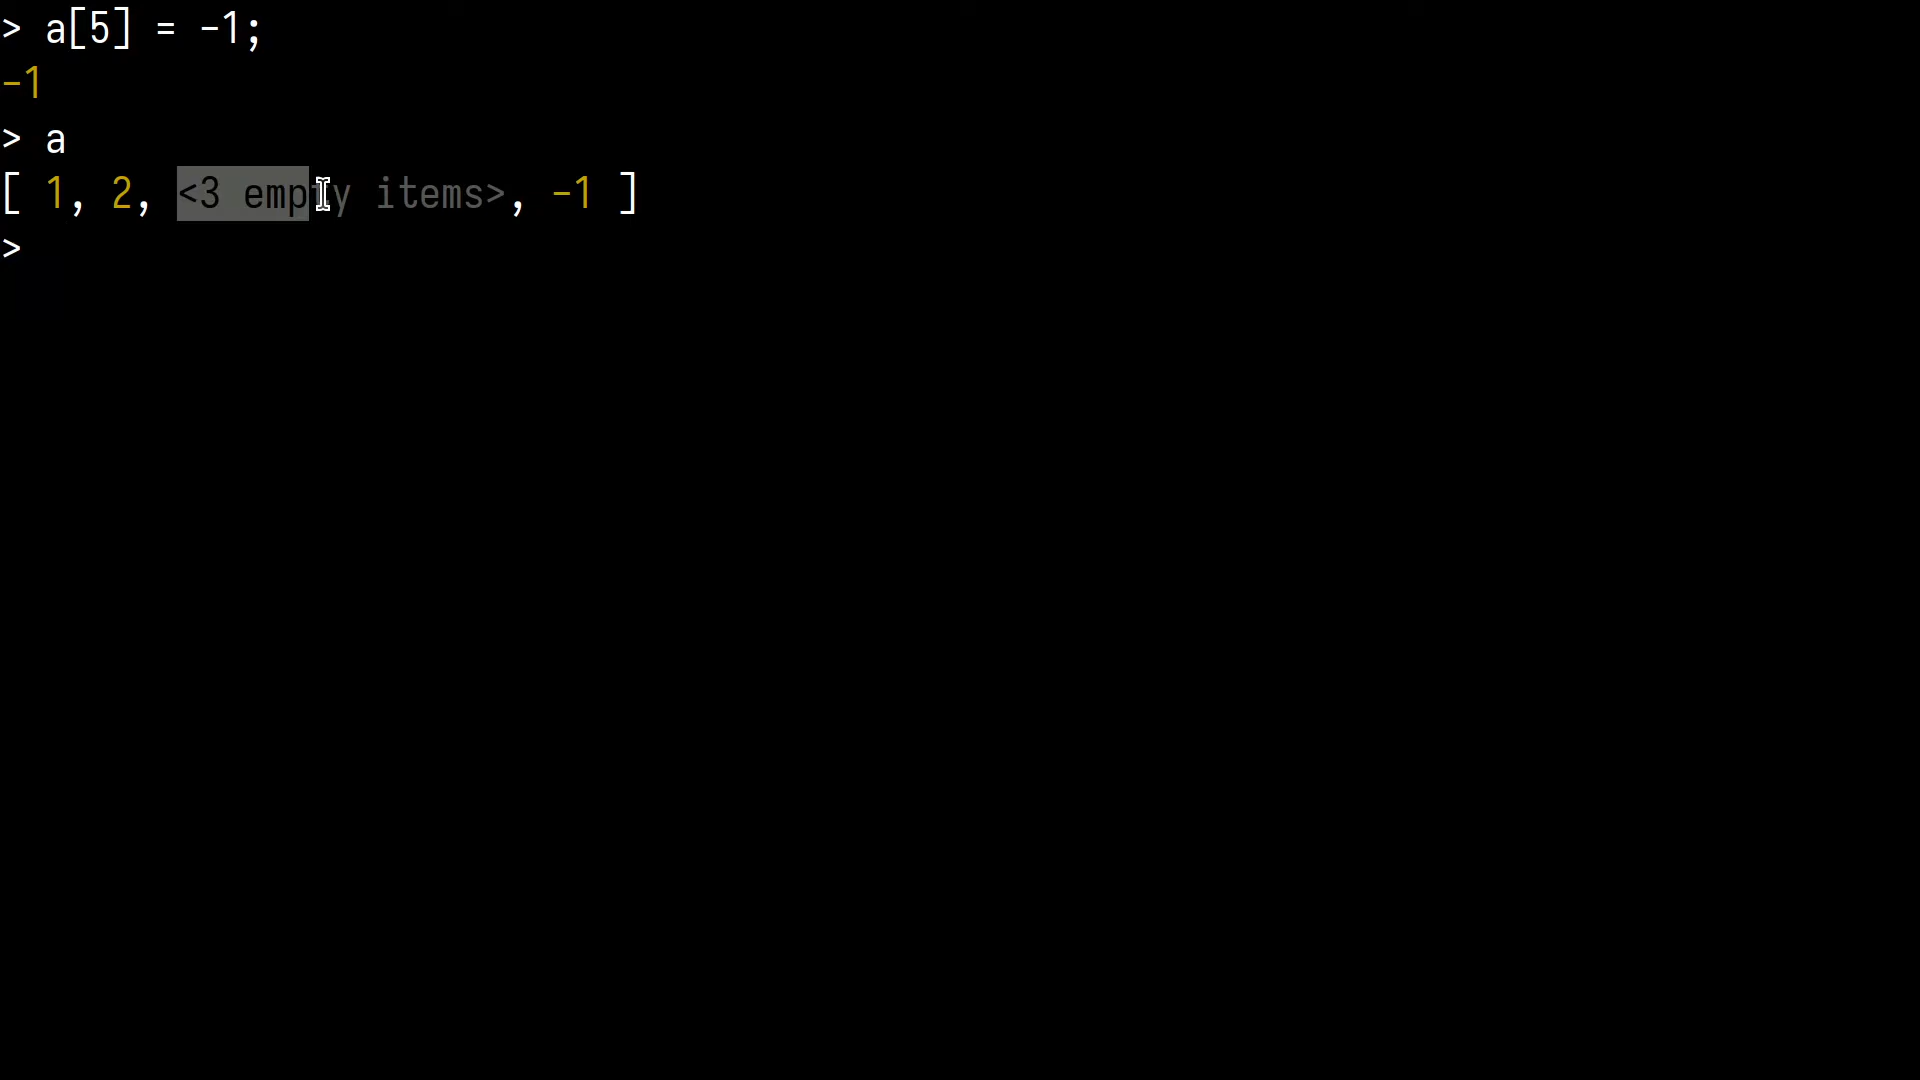 > a[5] = -1;
-1
> a
[ 1, 2, <3 empty items>, -1 ]
>